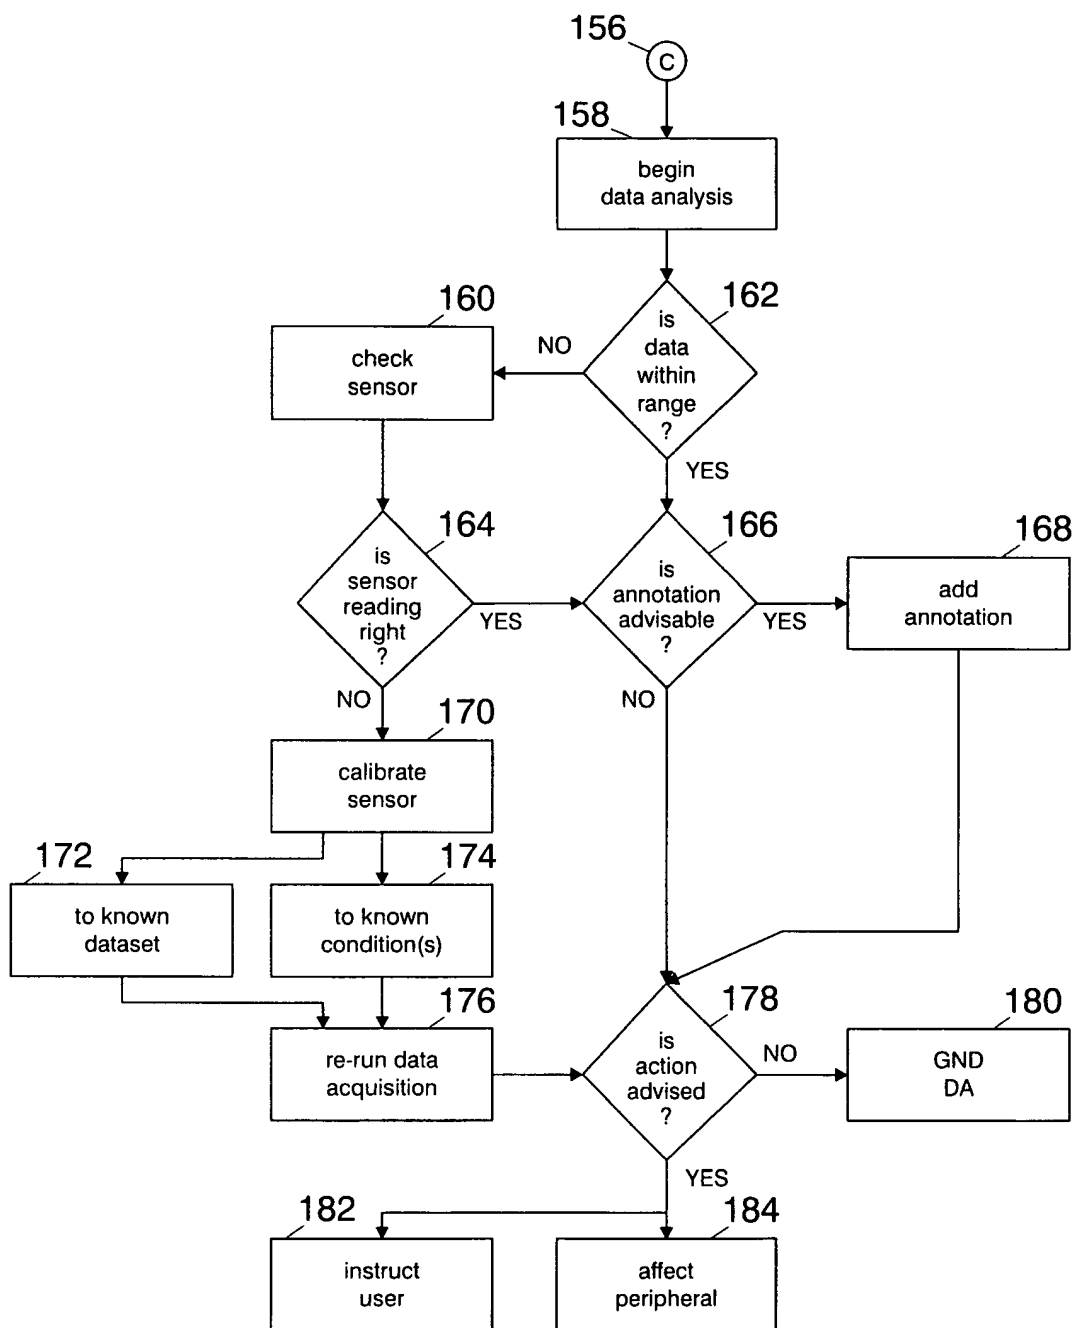 156
C
158
begin
data analysis
160
check
sensor
NO
162
is
data
within
range
?
YES
164
is
sensor
reading
right
?
YES
NO
166
is
annotation
advisable
?
YES
NO
168
add
annotation
170
calibrate
sensor
172
to known
dataset
174
to known
condition(s)
176
re-run data
acquisition
178
is
action
advised
?
NO
YES
180
GND
DA
182
instruct
user
184
affect
peripheral